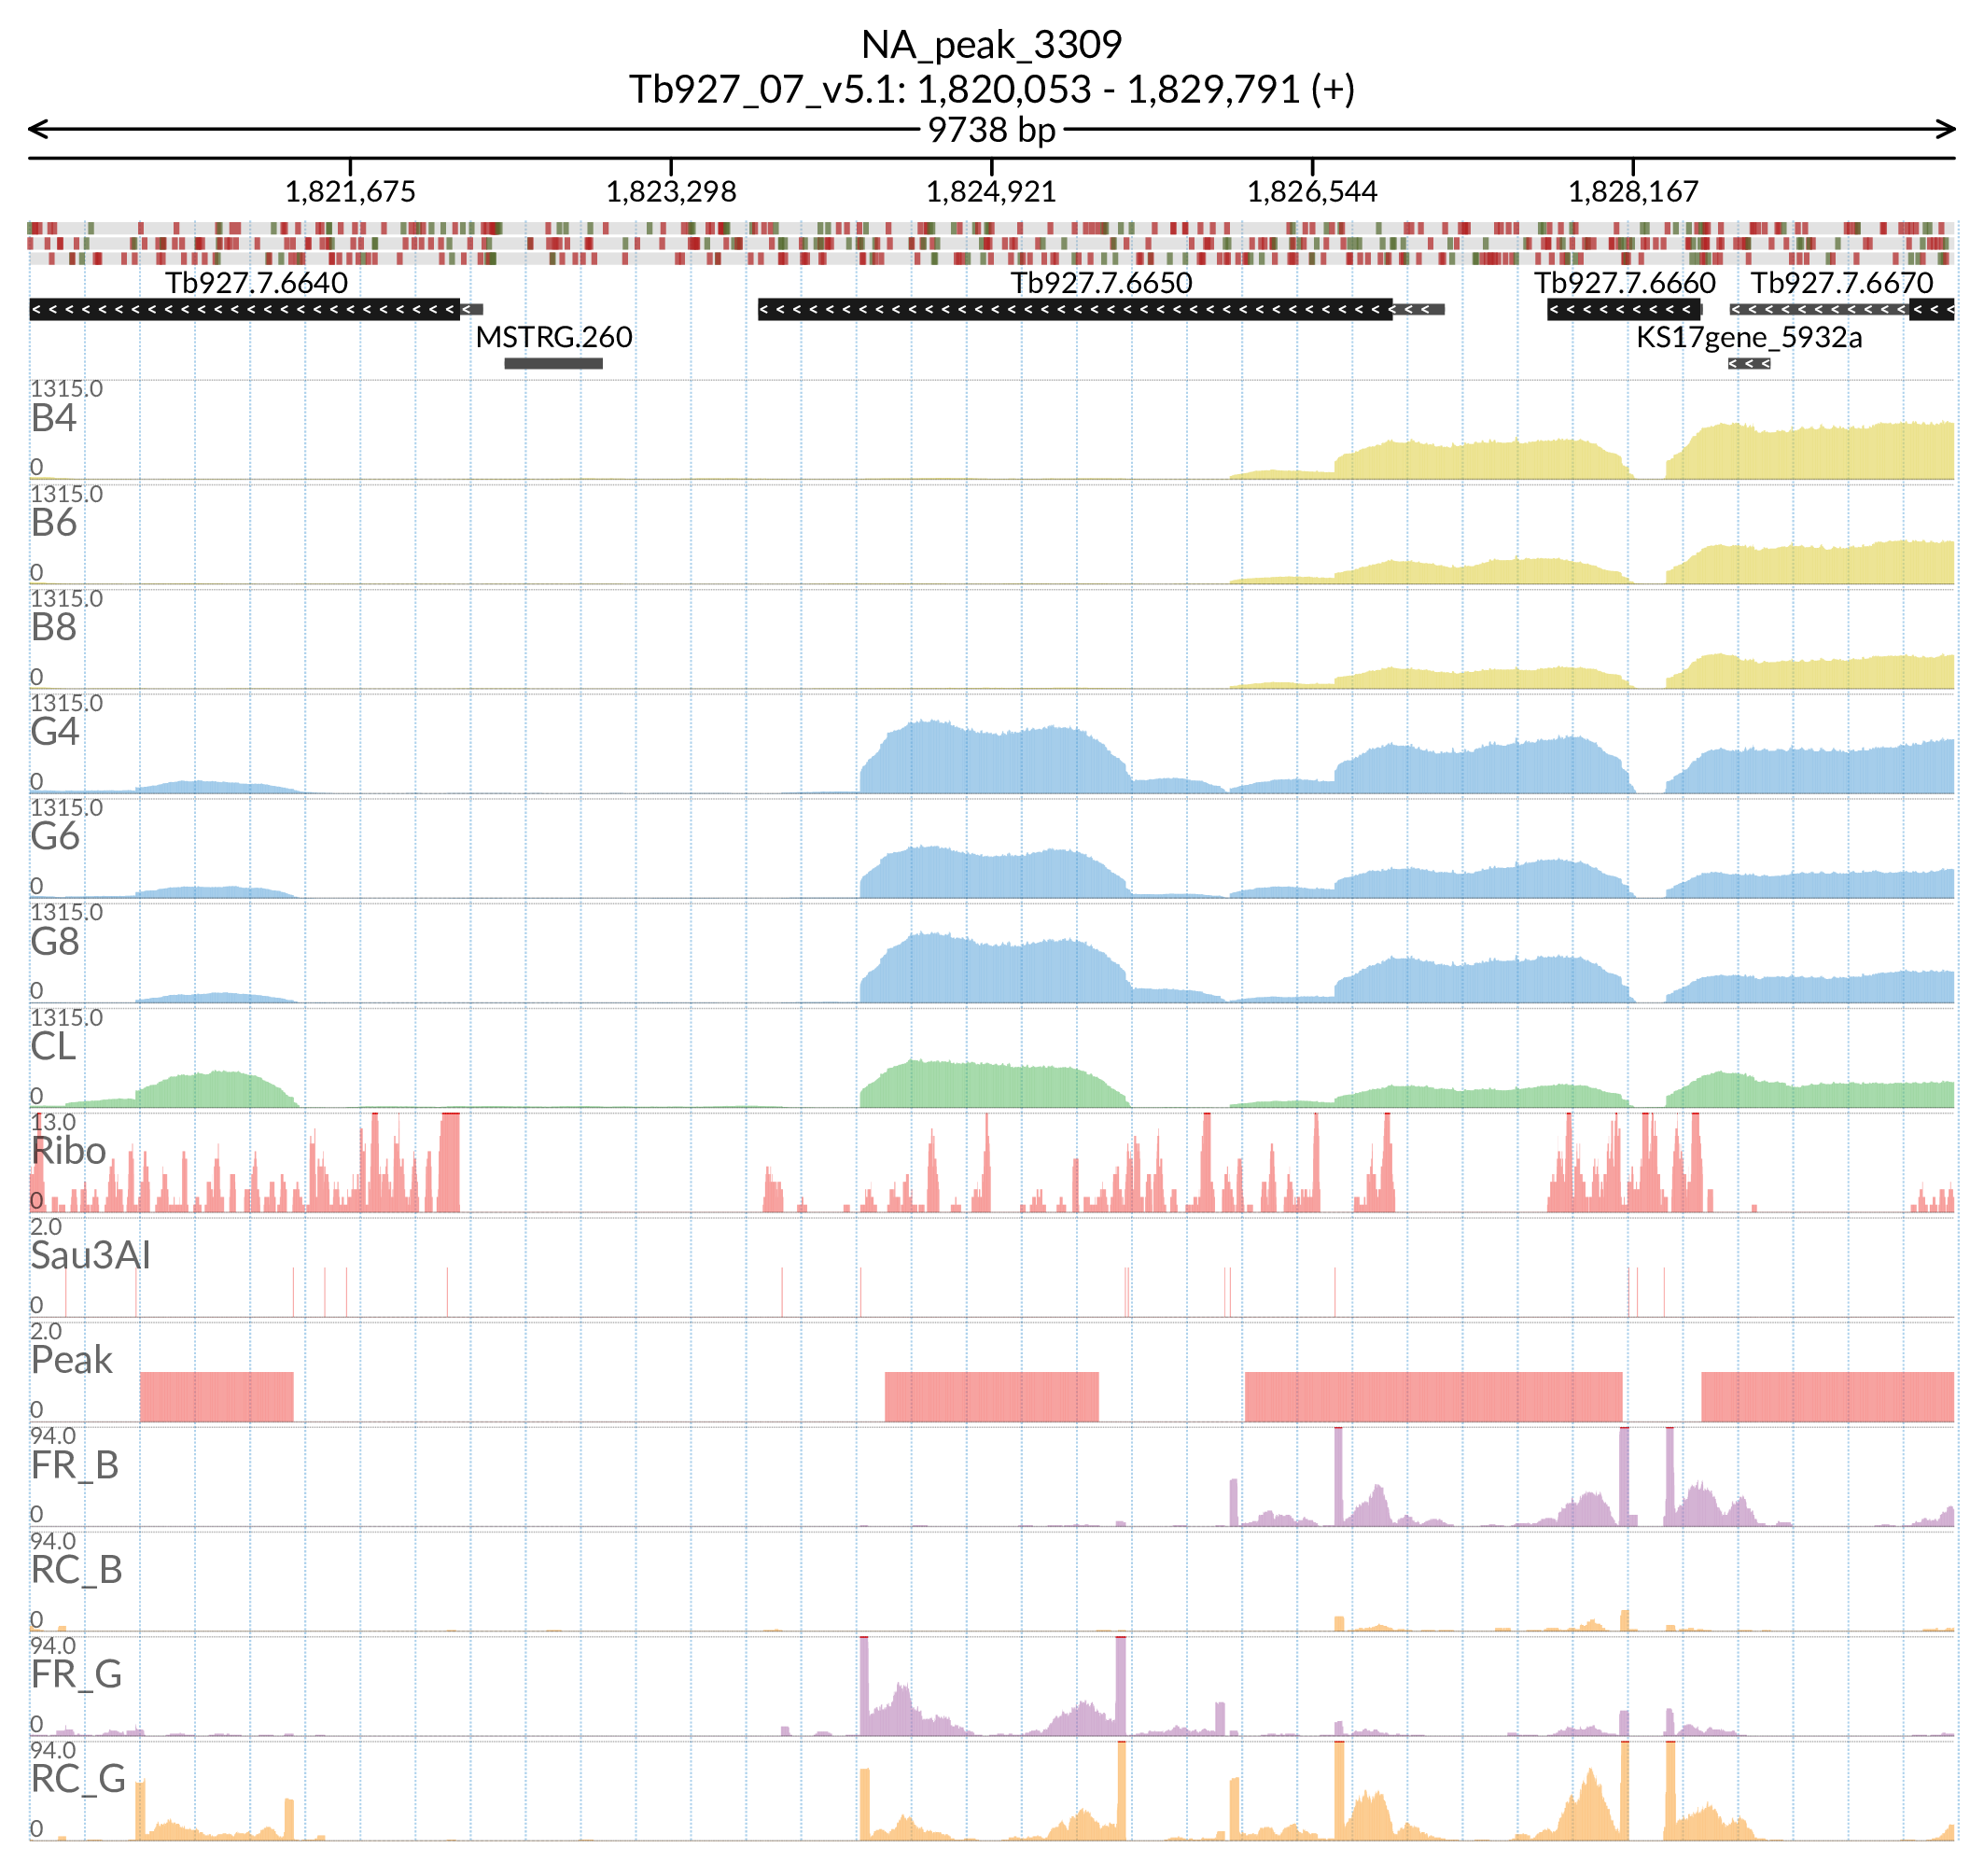 NA_peak_3309
Tb927_07_v5.1: 1,820,053 - 1,829,791 (+)
9738 bp
1,821,675 1,823,298 1,824,921 1,826,544 1,828,167
Tb927.7.6640 Tb927.7.6650 Tb927.7.6660 Tb927.7.6670
MSTRG.260 KS17gene_5932a
1315.0
B4
0
1315.0
B6
0
1315.0
B8
0
1315.0
G4
0
1315.0
G6
0
1315.0
G8
0
1315.0
CL
0
13.0
Ribo
0
2.0
Sau3AI
0
2.0
Peak
0
94.0
FR_B
0
94.0
RC_B
0
94.0
FR_G
0
94.0
RC_G
0